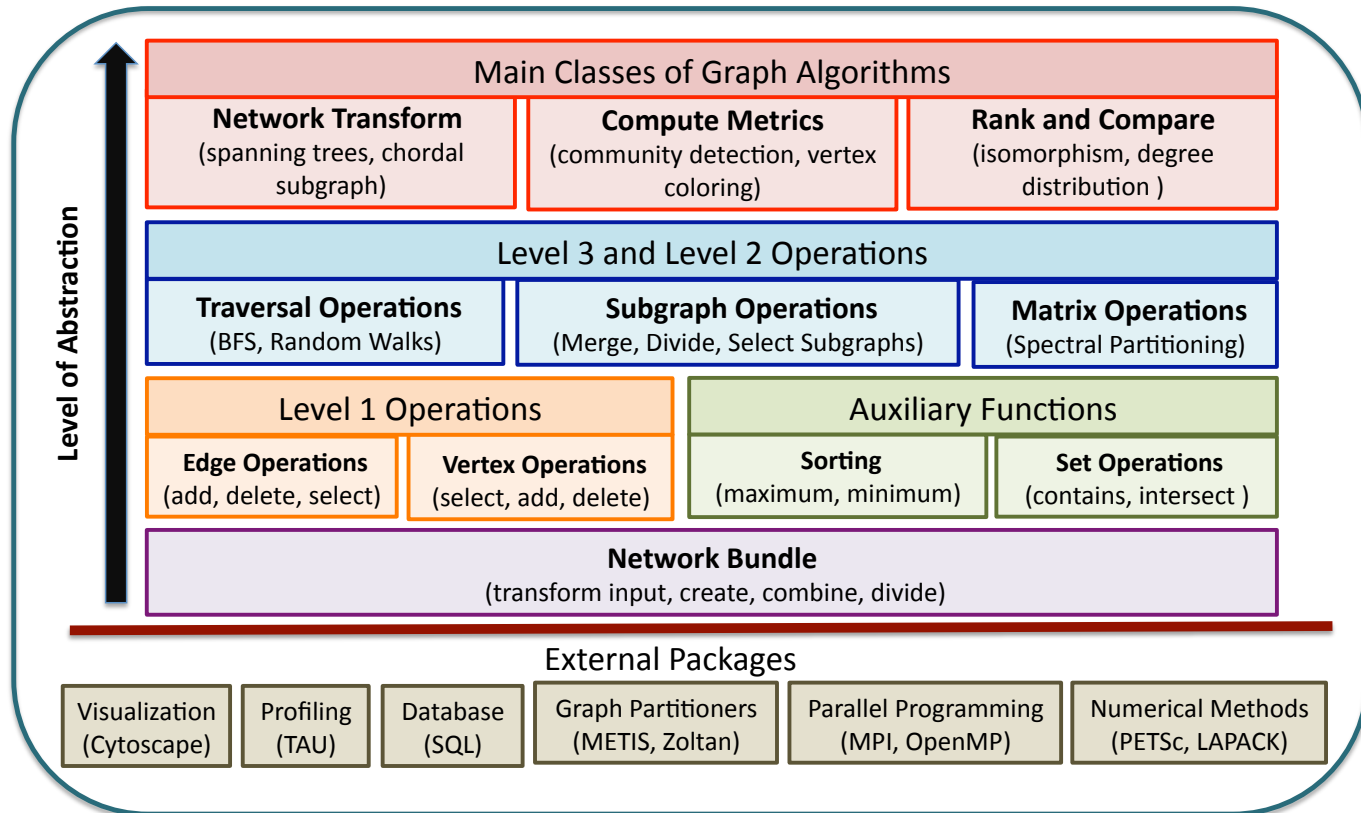 Level of Abstraction
Main Classes of Graph Algorithms
Network Transform
(spanning trees, chordal
subgraph)
Compute Metrics
(community detection, vertex
coloring)
Rank and Compare
(isomorphism, degree
distribution )
Level 3 and Level 2 Operations
Traversal Operations
(BFS, Random Walks)
Subgraph Operations
(Merge, Divide, Select Subgraphs)
Matrix Operations
(Spectral Partitioning)
Level 1 Operations
Edge Operations
(add, delete, select)
Vertex Operations
(select, add, delete)
Auxiliary Functions
Sorting
(maximum, minimum)
Set Operations
(contains, intersect )
Network Bundle
(transform input, create, combine, divide)
External Packages
Visualization
(Cytoscape)
Profiling
(TAU)
Database
(SQL)
Graph Partitioners
(METIS, Zoltan)
Parallel Programming
(MPI, OpenMP)
Numerical Methods
(PETSc, LAPACK)